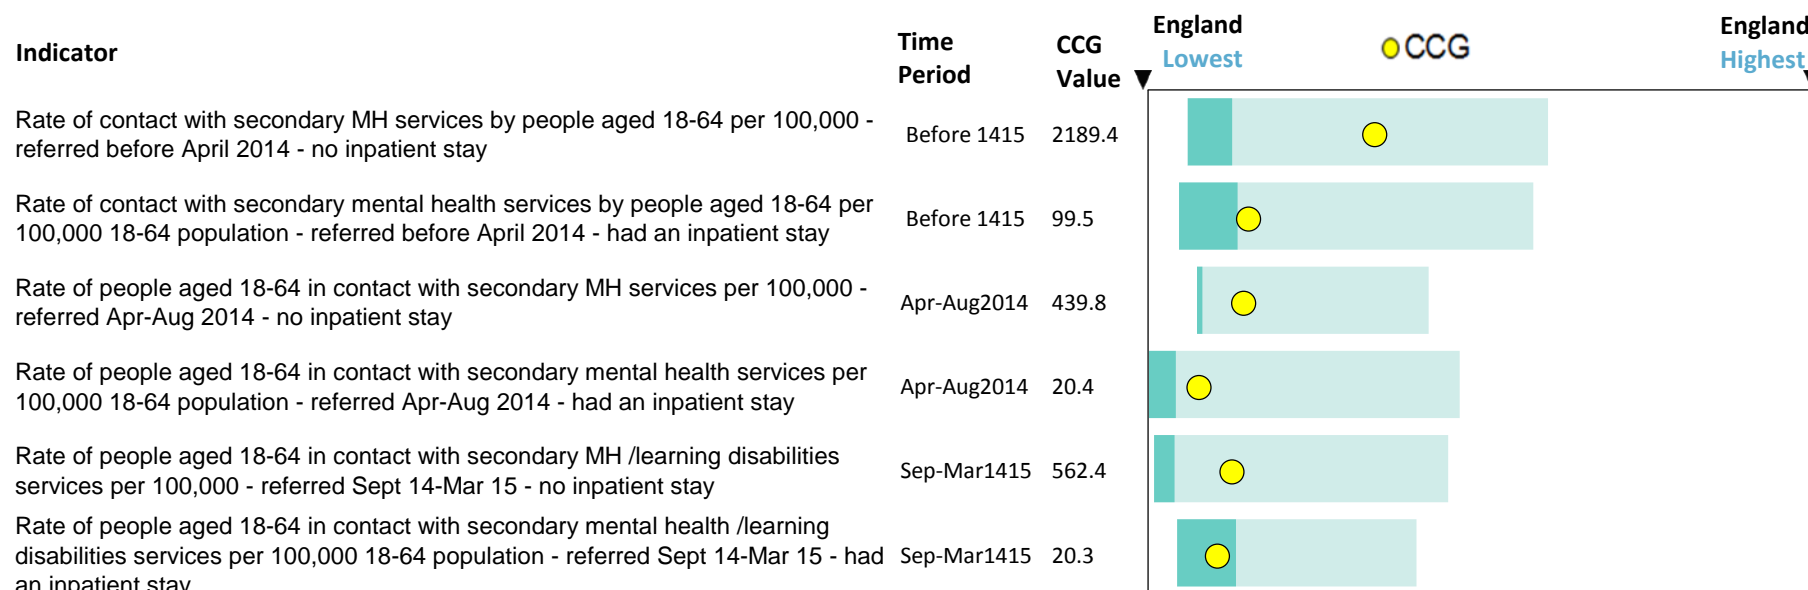 Indicator
Time
Period
CCG
Value
England
Lowest
CCG
England
Highest
Rate of contact with secondary MH services by people aged 18-64 per 100,000 -
referred before April 2014 - no inpatient stay
Before 1415
2189.4
Rate of contact with secondary mental health services by people aged 18-64 per
100,000 18-64 population - referred before April 2014 - had an inpatient stay
Before 1415
99.5
Rate of people aged 18-64 in contact with secondary MH services per 100,000 -
referred Apr-Aug 2014 - no inpatient stay
Apr-Aug2014
439.8
Rate of people aged 18-64 in contact with secondary mental health services per
100,000 18-64 population - referred Apr-Aug 2014 - had an inpatient stay
Apr-Aug2014
20.4
Rate of people aged 18-64 in contact with secondary MH /learning disabilities
services per 100,000 - referred Sept 14-Mar 15 - no inpatient stay
Sep-Mar1415
562.4
Rate of people aged 18-64 in contact with secondary mental health /learning
disabilities services per 100,000 18-64 population - referred Sept 14-Mar 15 - had
an inpatient stay
Sep-Mar1415
20.3